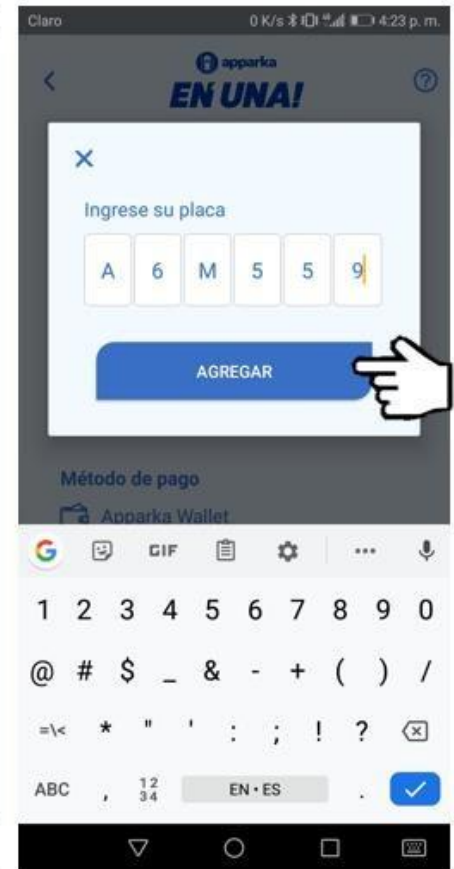 Claro 0 K/s 4:23 p. m.
apparka
EN UNA!
Ingrese su placa
A 6 M 5 5 9
AGREGAR
Método de pago
Apparka Wallet
G GIF ...
1 2 3 4 5 6 7 8 9 0
@ # $ _ & - + ( ) /
=\< * " ' : ; ! ?
ABC , 12 34 EN • ES .